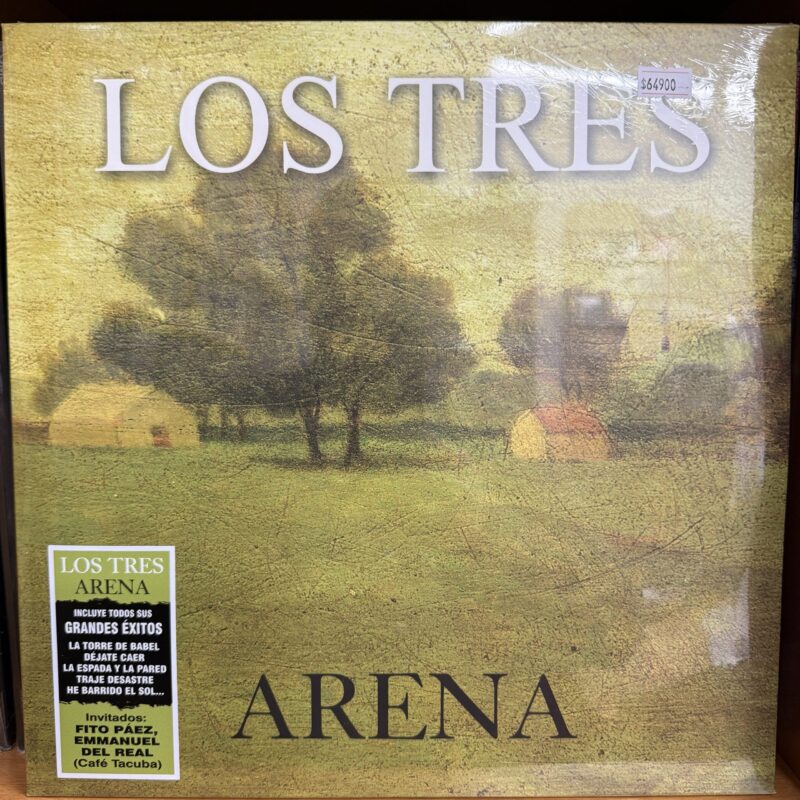 LOS TRES
$64900
LOS TRES
ARENA
INCLUYE TODOS SUS
GRANDES ÉXITOS
LA TORRE DE BABEL
DÉJATE CAER
LA ESPADA Y LA PARED
TRAJE DESASTRE
HE BARRIDO EL SOL...
Invitados:
FITO PÁEZ,
EMMANUEL
DEL REAL
(Café Tacuba)
ARENA